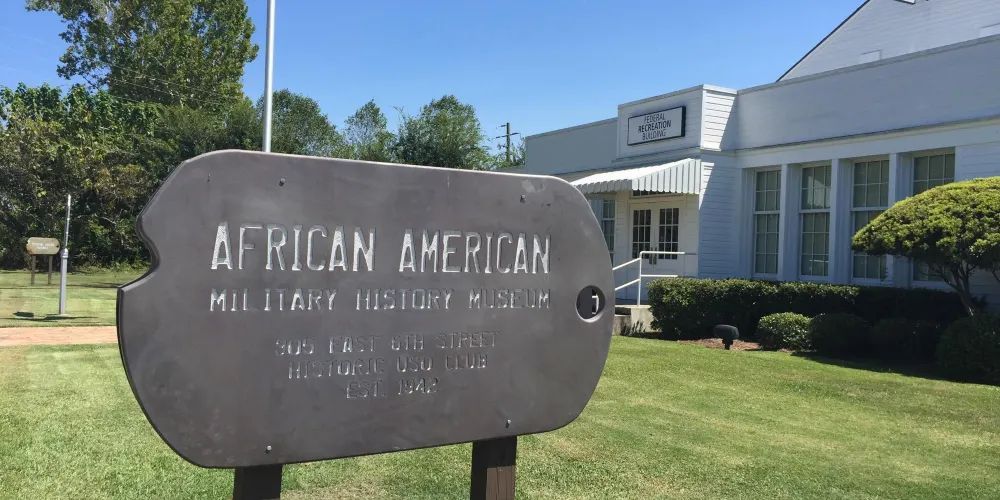 AFRICAN AMERICAN
MILITARY HISTORY MUSEUM
305 EAST 6TH STREET
HISTORIC USO CLUB
EST. 1942
FEDERAL
RECREATION
BUILDING